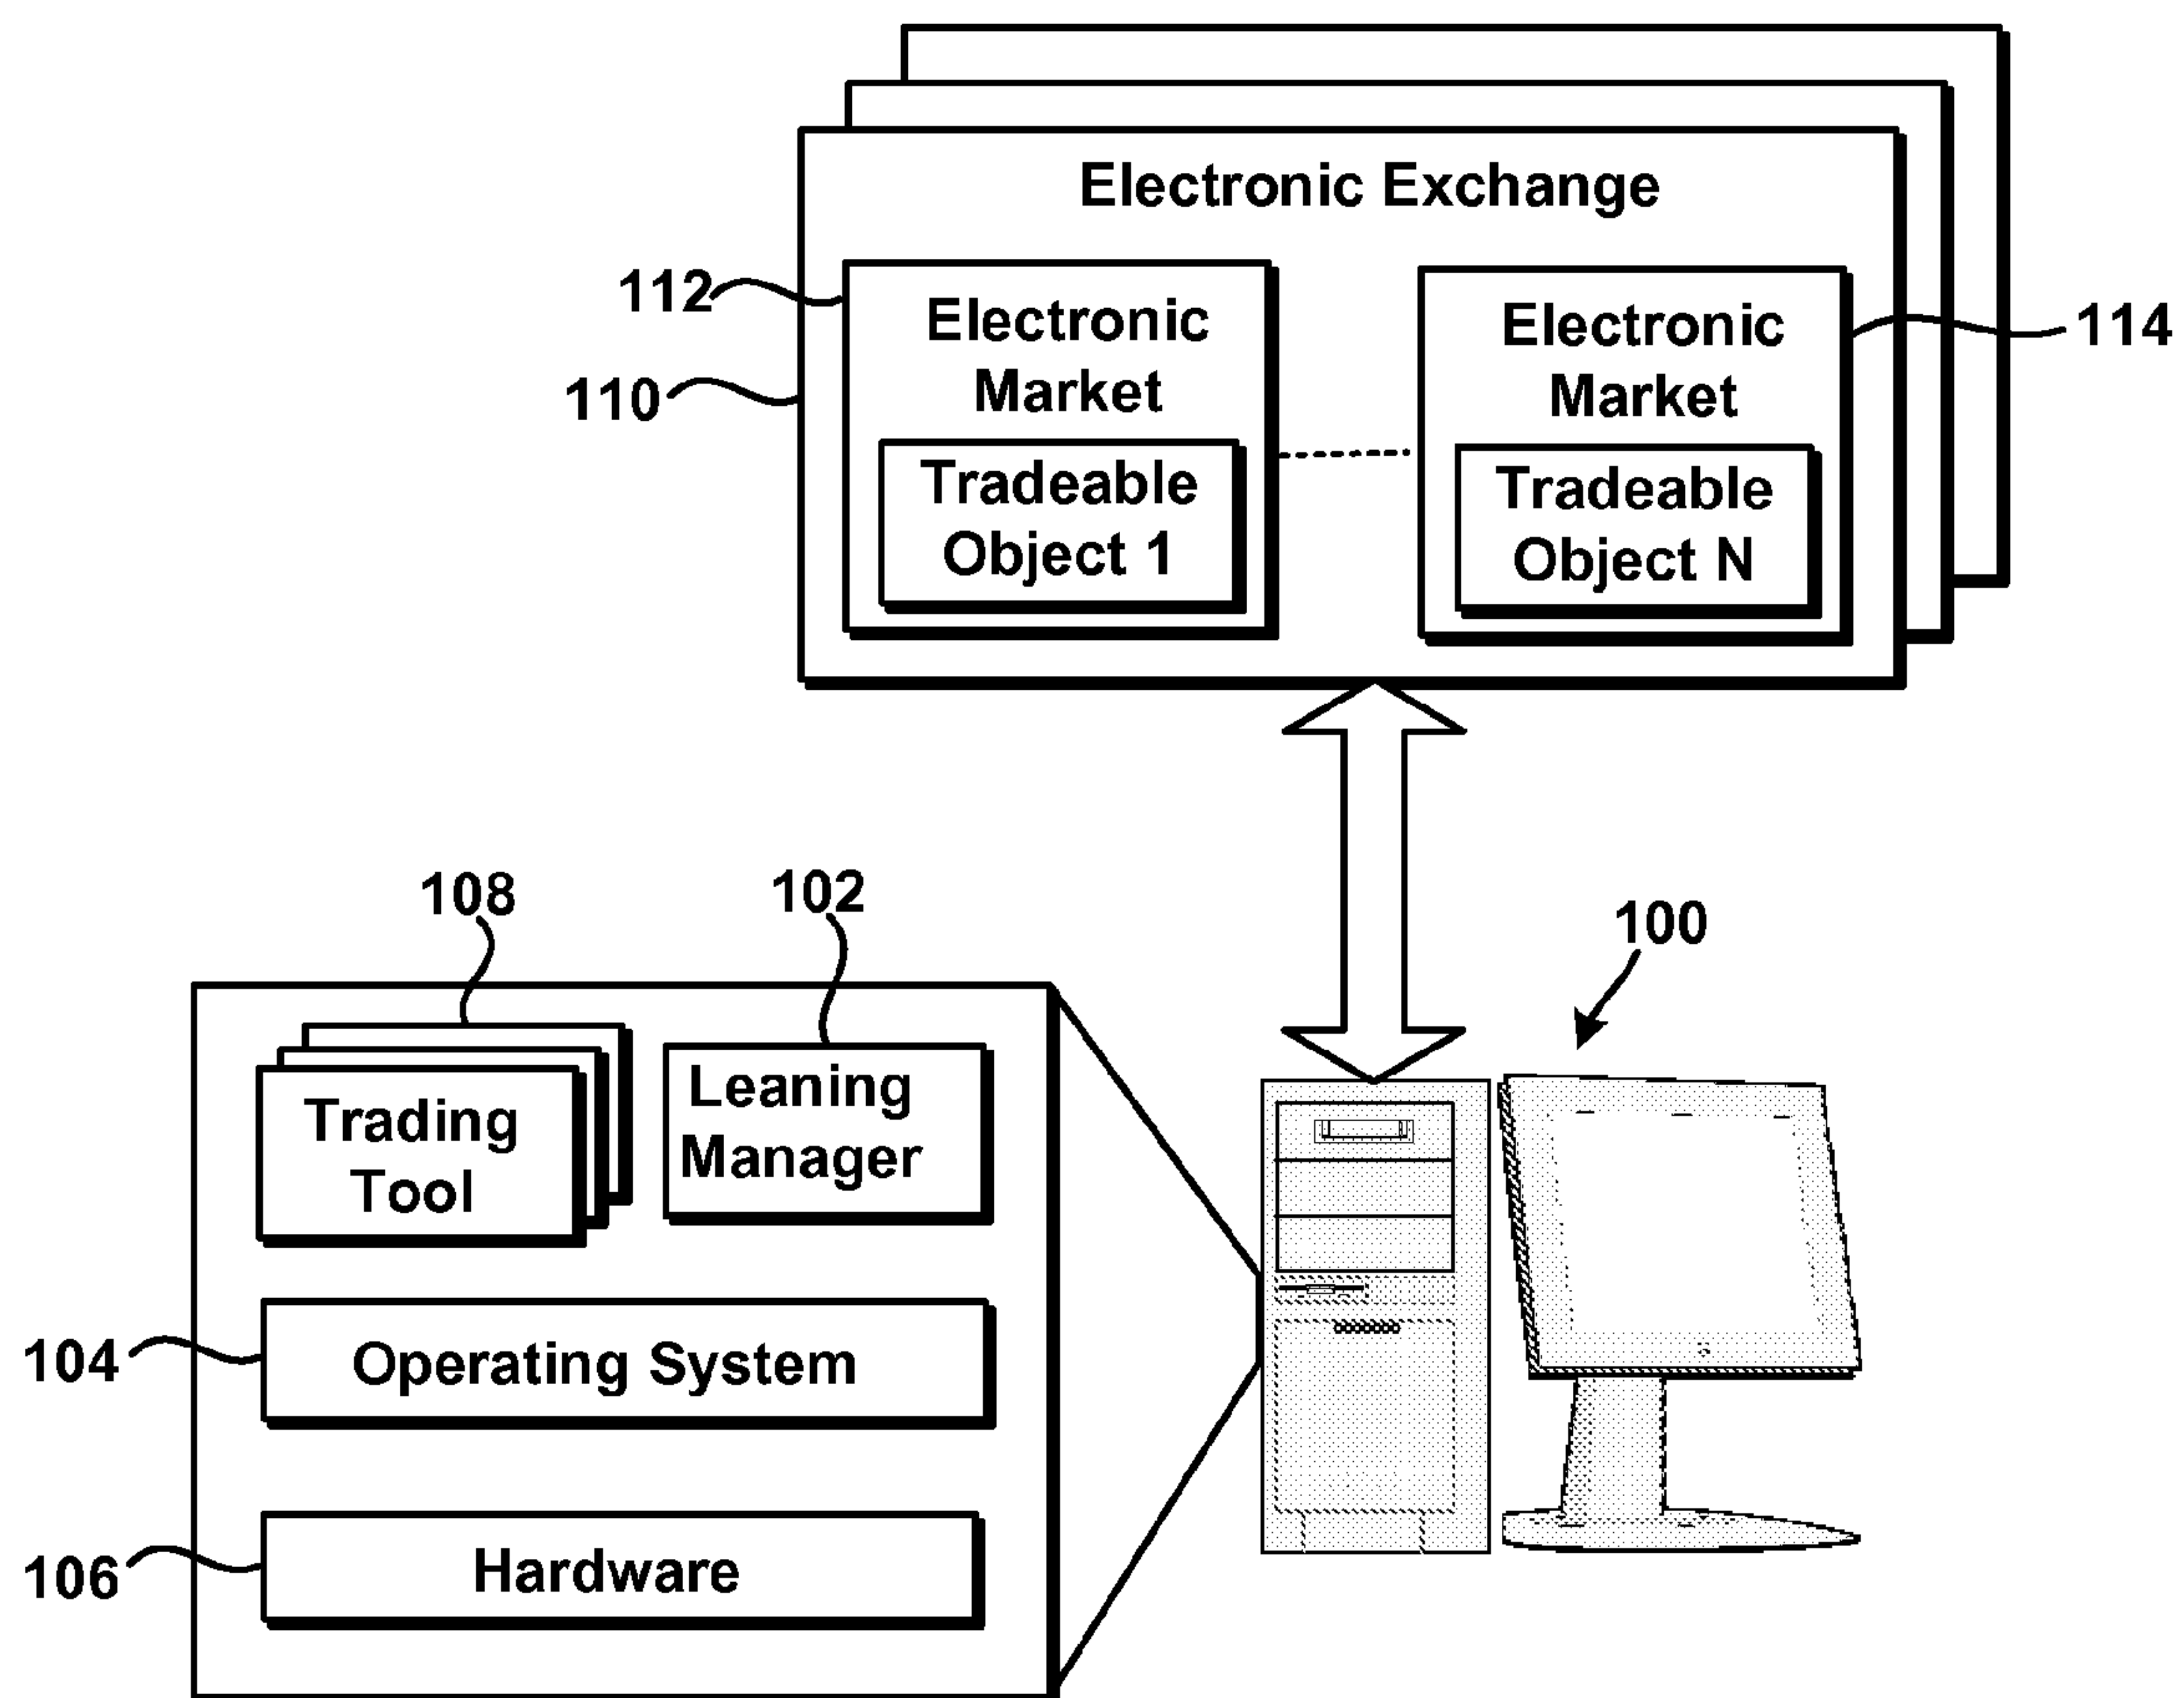 Electronic Exchange
112
Electronic
Market
Tradeable
Object 1
110
Electronic
Market
Tradeable
Object N
114
108
102
100
Trading
Tool
Leaning
Manager
104
Operating System
106
Hardware